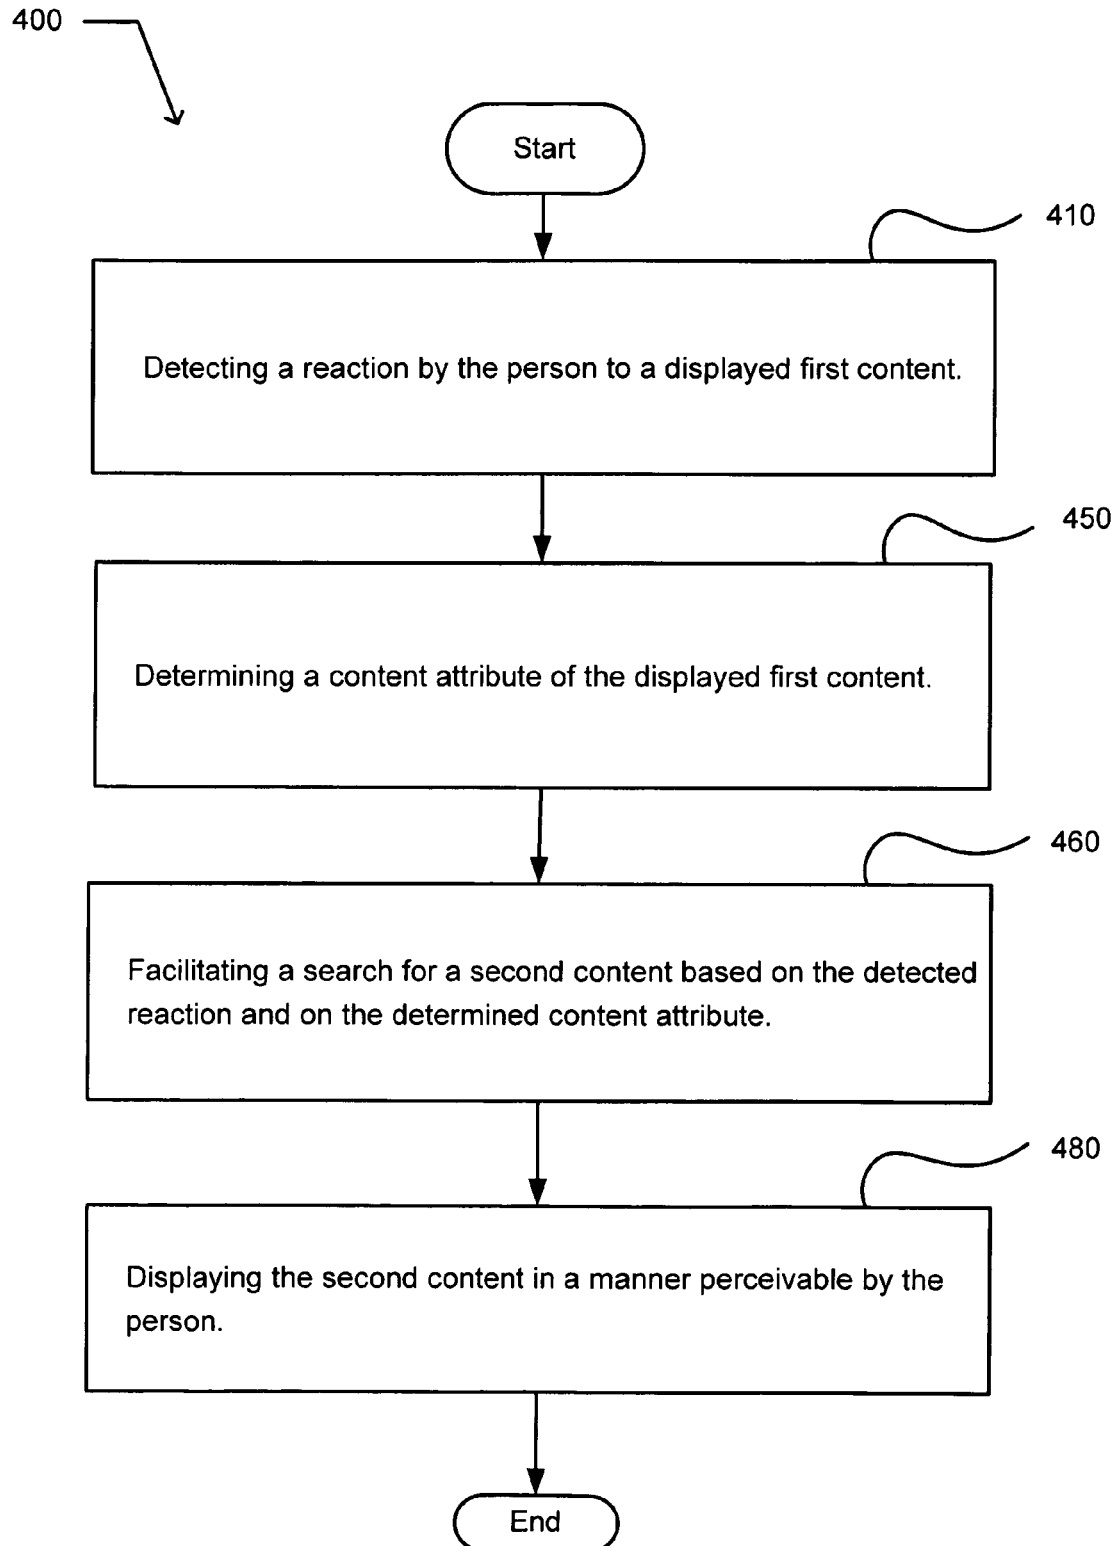 400
Start
410
Detecting a reaction by the person to a displayed first content.
450
Determining a content attribute of the displayed first content.
460
Facilitating a search for a second content based on the detected
reaction and on the determined content attribute.
480
Displaying the second content in a manner perceivable by the
person.
End